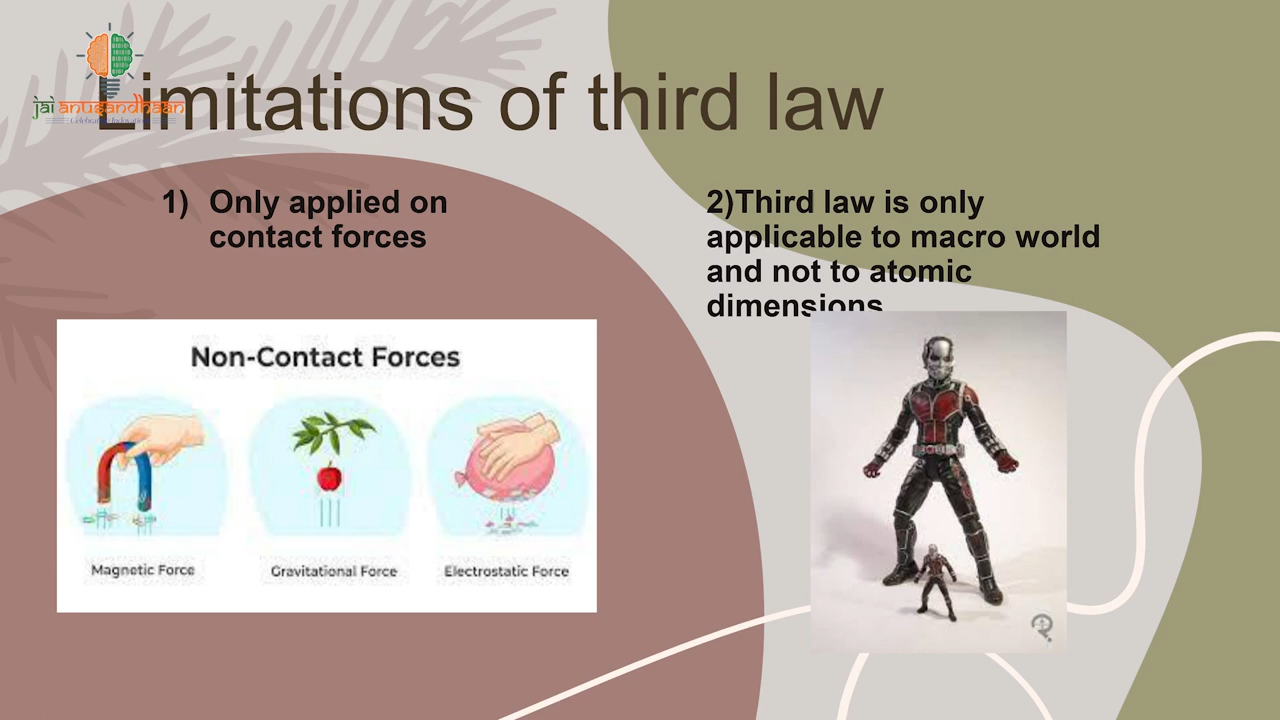 Limitations of third law
jai anusandhaan
1) Only applied on
contact forces
2)Third law is only
applicable to macro world
and not to atomic
dimensions
Non-Contact Forces
Magnetic Force
Gravitational Force
Electrostatic Force